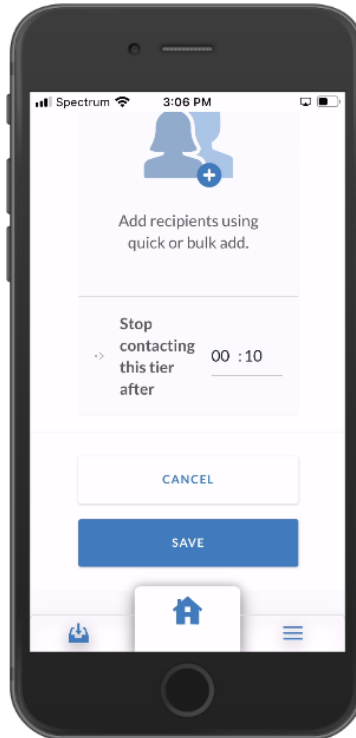 Spectrum 3:06 PM
Add recipients using
quick or bulk add.
Stop
contacting
this tier
after
00 : 10
CANCEL
SAVE